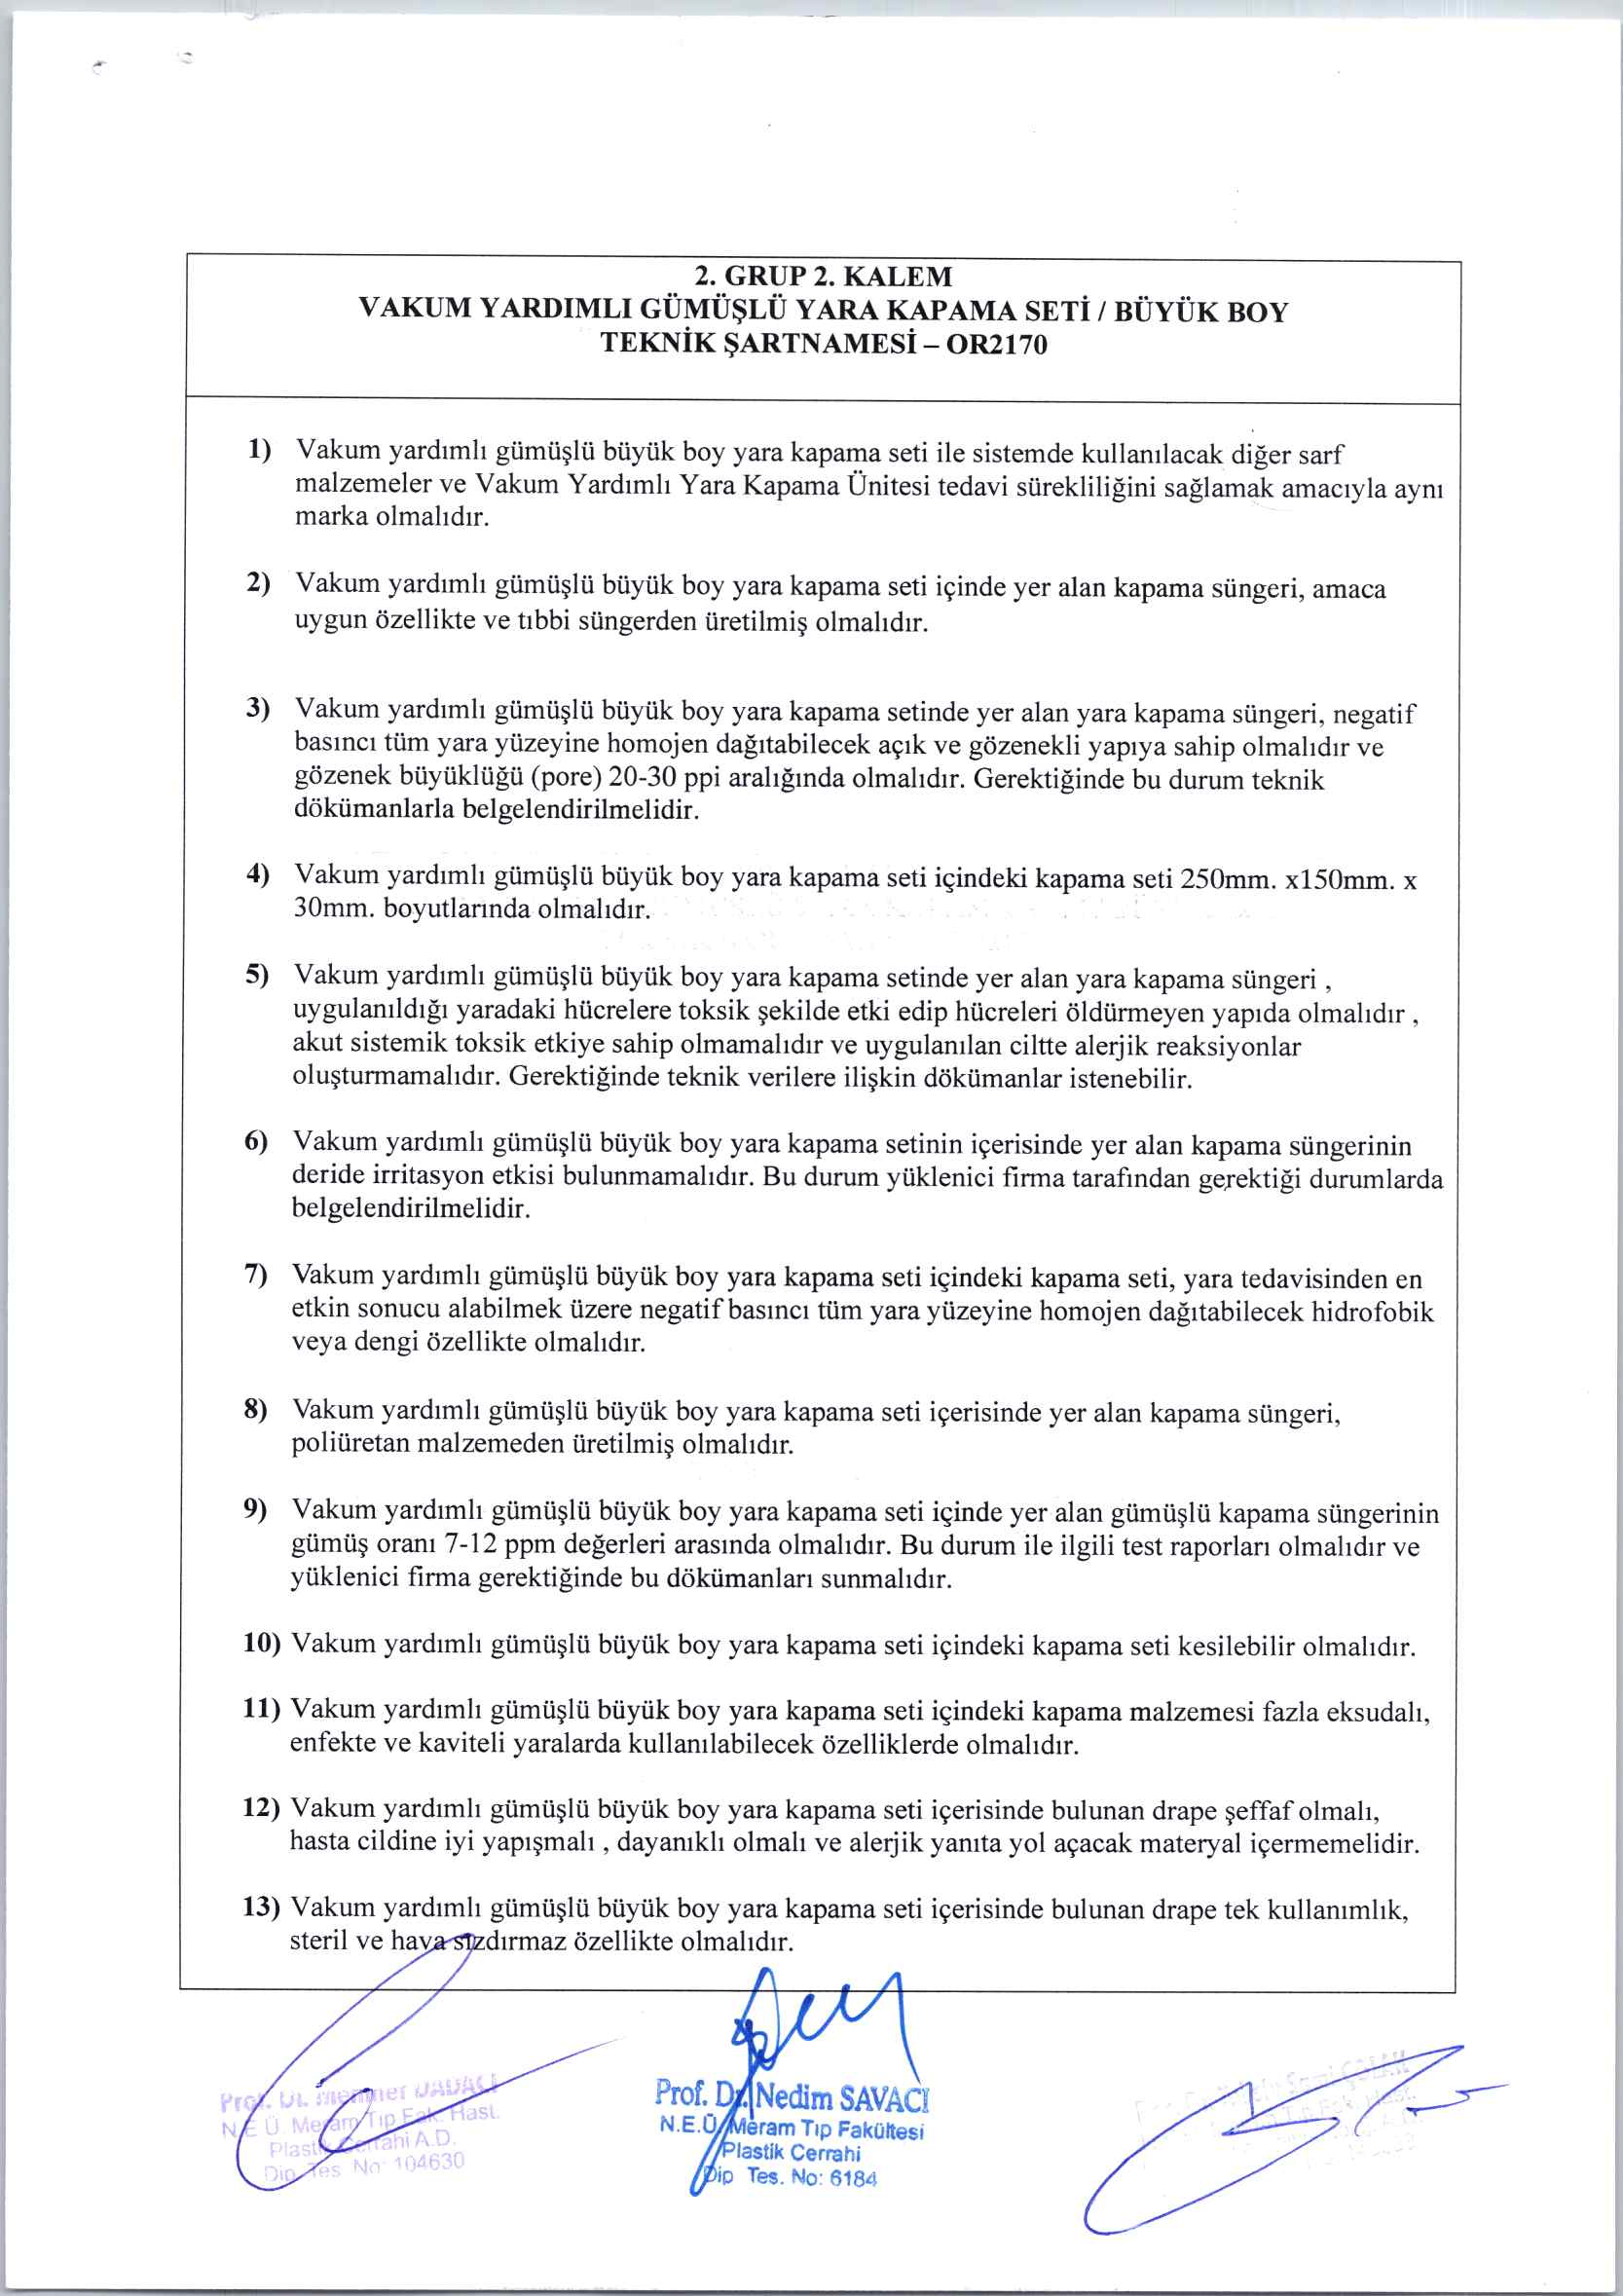 2. GRUP 2. KALEM
VAKUM YARDIMLI GÜMÜŞLÜ YARA KAPAMA SETİ / BÜYÜK BOY
TEKNİK ŞARTNAMESİ – OR2170
1) Vakum yardımlı gümüşlü büyük boy yara kapama seti ile sistemde kullanılacak diğer sarf
malzemeler ve Vakum Yardımlı Yara Kapama Ünitesi tedavi sürekliliğini sağlamak amacıyla aynı
marka olmalıdır.
2) Vakum yardımlı gümüşlü büyük boy yara kapama seti içinde yer alan kapama süngeri, amaca
uygun özellikte ve tıbbi süngerden üretilmiş olmalıdır.
3) Vakum yardımlı gümüşlü büyük boy yara kapama setinde yer alan yara kapama süngeri, negatif
basıncı tüm yara yüzeyine homojen dağıtabilecek açık ve gözenekli yapıya sahip olmalıdır ve
gözenek büyüklüğü (pore) 20-30 ppi aralığında olmalıdır. Gerektiğinde bu durum teknik
dökümanlarla belgelendirilmelidir.
4) Vakum yardımlı gümüşlü büyük boy yara kapama seti içindeki kapama seti 250mm. x150mm. x
30mm. boyutlarında olmalıdır.
5) Vakum yardımlı gümüşlü büyük boy yara kapama setinde yer alan yara kapama süngeri ,
uygulanıldığı yaradaki hücrelere toksik şekilde etki edip hücreleri öldürmeyen yapıda olmalıdır ,
akut sistemik toksik etkiye sahip olmamalıdır ve uygulanılan ciltte alerjik reaksiyonlar
oluşturmamalıdır. Gerektiğinde teknik verilere ilişkin dökümanlar istenebilir.
6) Vakum yardımlı gümüşlü büyük boy yara kapama setinin içerisinde yer alan kapama süngerinin
deride irritasyon etkisi bulunmamalıdır. Bu durum yüklenici firma tarafından gerektiği durumlarda
belgelendirilmelidir.
7) Vakum yardımlı gümüşlü büyük boy yara kapama seti içindeki kapama seti, yara tedavisinden en
etkin sonucu alabilmek üzere negatif basıncı tüm yara yüzeyine homojen dağıtabilecek hidrofobik
veya dengi özellikte olmalıdır.
8) Vakum yardımlı gümüşlü büyük boy yara kapama seti içerisinde yer alan kapama süngeri,
poliüretan malzemeden üretilmiş olmalıdır.
9) Vakum yardımlı gümüşlü büyük boy yara kapama seti içinde yer alan gümüşlü kapama süngerinin
gümüş oranı 7-12 ppm değerleri arasında olmalıdır. Bu durum ile ilgili test raporları olmalıdır ve
yüklenici firma gerektiğinde bu dökümanları sunmalıdır.
10) Vakum yardımlı gümüşlü büyük boy yara kapama seti içindeki kapama seti kesilebilir olmalıdır.
11) Vakum yardımlı gümüşlü büyük boy yara kapama seti içindeki kapama malzemesi fazla eksudalı,
enfekte ve kaviteli yaralarda kullanılabilecek özelliklerde olmalıdır.
12) Vakum yardımlı gümüşlü büyük boy yara kapama seti içerisinde bulunan drape şeffaf olmalı,
hasta cildine iyi yapışmalı , dayanıklı olmalı ve alerjik yanıta yol açacak materyal içermemelidir.
13) Vakum yardımlı gümüşlü büyük boy yara kapama seti içerisinde bulunan drape tek kullanımlık,
steril ve hava sızdırmaz özellikte olmalıdır.
Prof. Dr.
N.E.Ü. Meram Tıp Fak. Hast.
Plastik Cerrahi A.D.
Dip. Tes. No: 104630
Prof. Dr. Nedim SAVACI
N.E.Ü. Meram Tıp Fakültesi
Plastik Cerrahi
Dip Tes. No: 6184